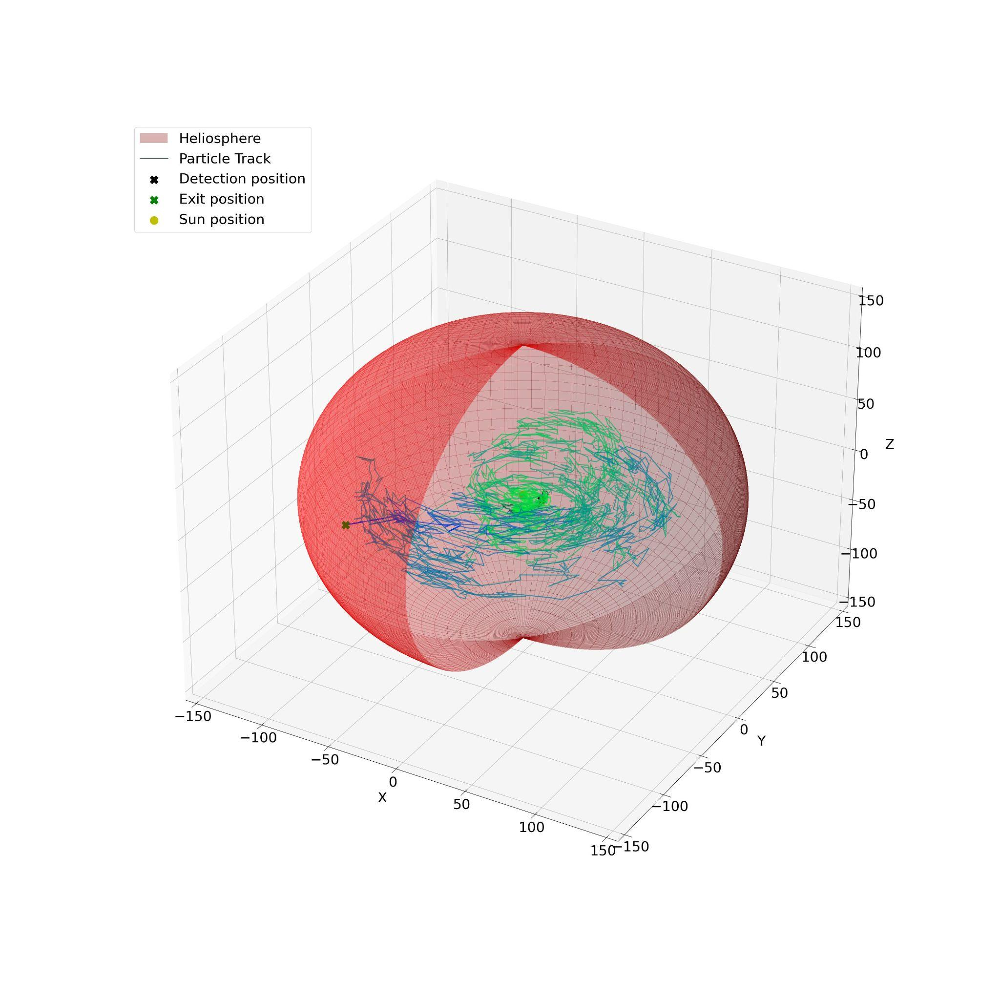 Heliosphere
Particle Track
Detection position
Exit position
Sun position
150
100
50
0
Z
−50
−100
−150
150
100
50
0
Y
−50
−100
−150
−150
−100
−50
0
X
50
100
150